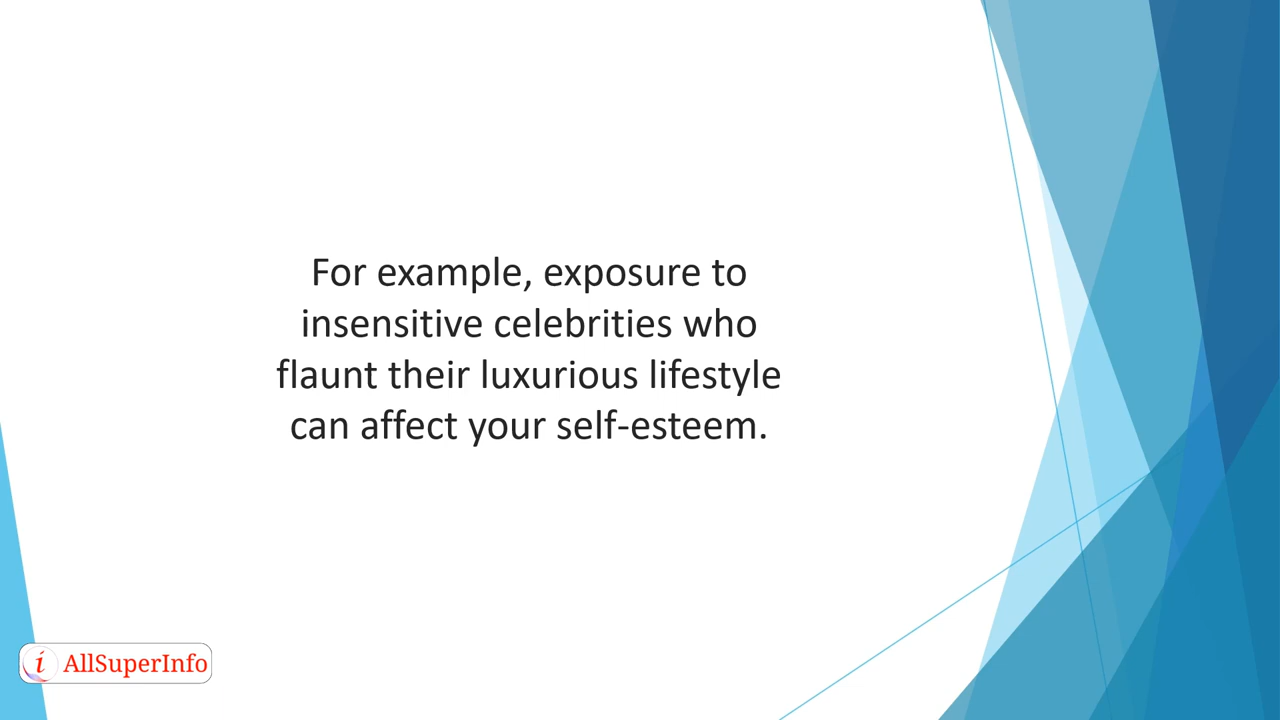 For example, exposure to
insensitive celebrities who
flaunt their luxurious lifestyle
can affect your self-esteem.
i AllSuperInfo